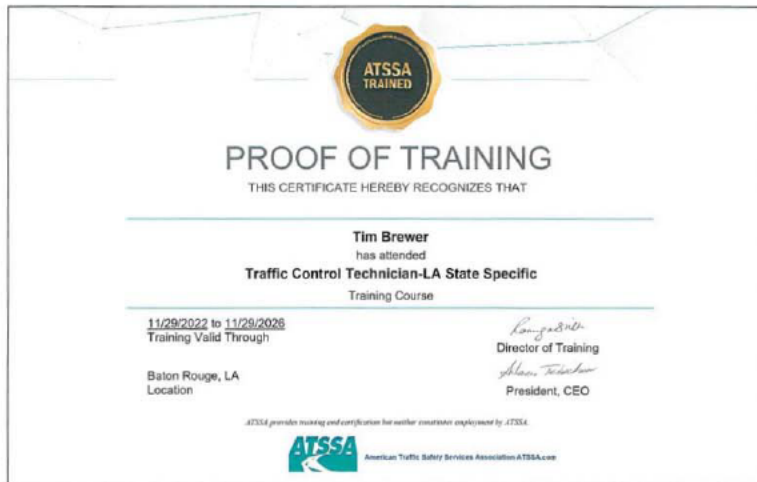 ATSSA
TRAINED
PROOF OF TRAINING
THIS CERTIFICATE HEREBY RECOGNIZES THAT
Tim Brewer
has attended
Traffic Control Technician-LA State Specific
Training Course
11/29/2022 to 11/29/2026
Training Valid Through
Director of Training
Baton Rouge, LA
Location
President, CEO
ATSSA provides training and certification but neither constitutes employment by ATSSA.
ATSSA
American Traffic Safety Services Association ATSSA.com